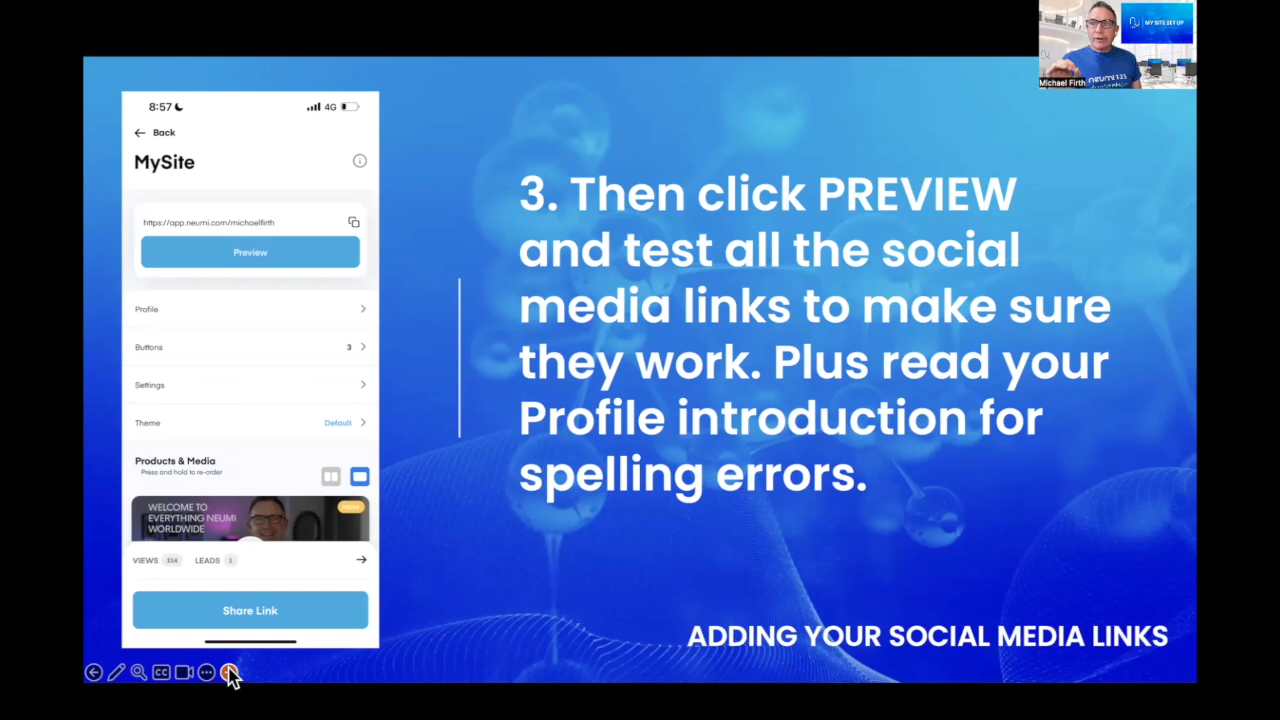 MY SITE SET UP
neumi
Michael Firth
8:57
4G
Back
MySite
https://app.neumi.com/michaelfirth
Preview
Profile
Buttons 3
Settings
Theme Default
Products & Media
Press and hold to re-order
WELCOME TO
EVERYTHING NEUMI
WORLDWIDE
VIEWS 214 LEADS 1
Share Link
3. Then click PREVIEW
and test all the social
media links to make sure
they work. Plus read your
Profile introduction for
spelling errors.
ADDING YOUR SOCIAL MEDIA LINKS
CC